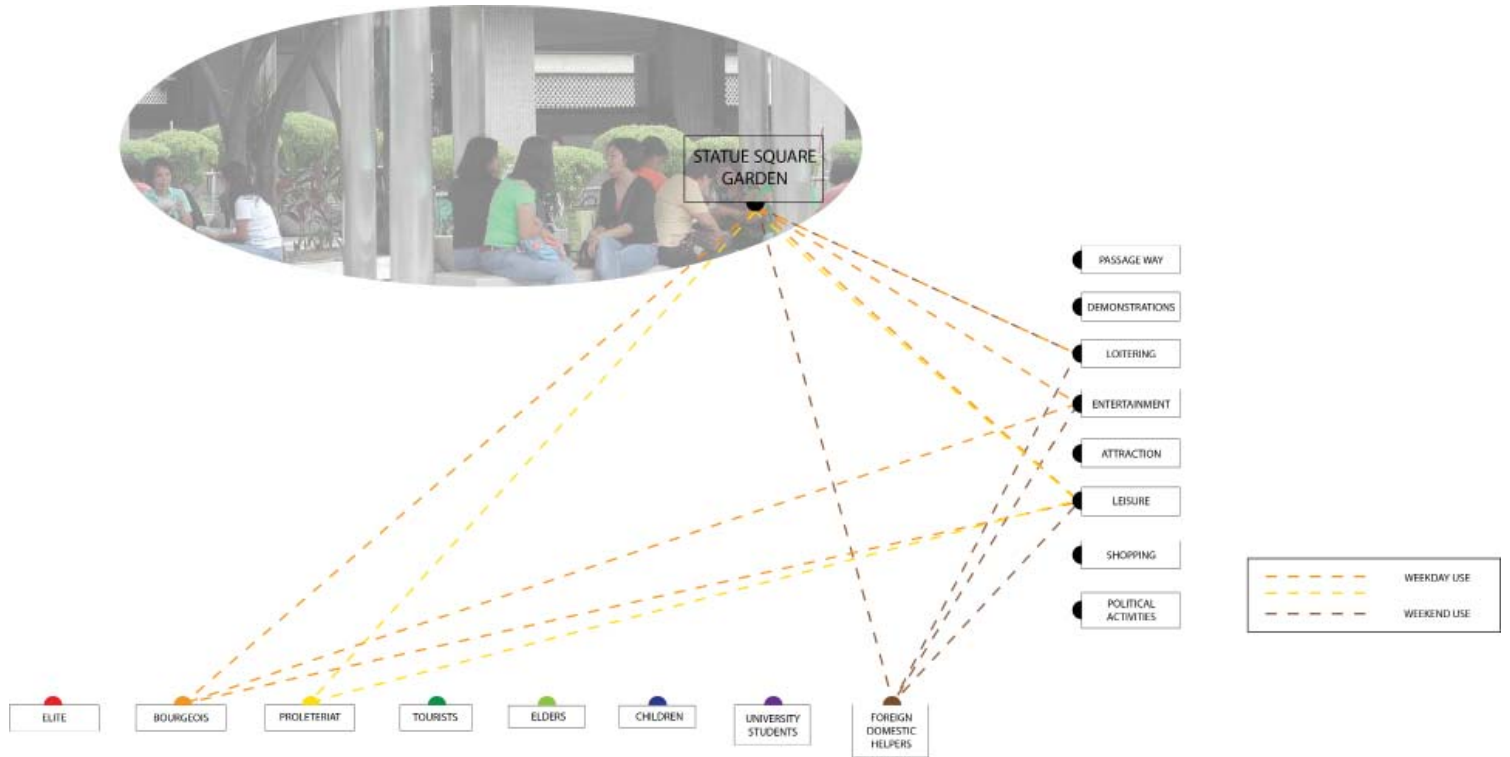 STATUE SQUARE
GARDEN
PASSAGE WAY
DEMONSTRATIONS
LOITERING
ENTERTAINMENT
ATTRACTION
LEISURE
SHOPPING
POLITICAL
ACTIVITIES
WEEKDAY USE
WEEKEND USE
ELITE
BOURGEOIS
PROLETERIAT
TOURISTS
ELDERS
CHILDREN
UNIVERSITY
STUDENTS
FOREIGN
DOMESTIC
HELPERS